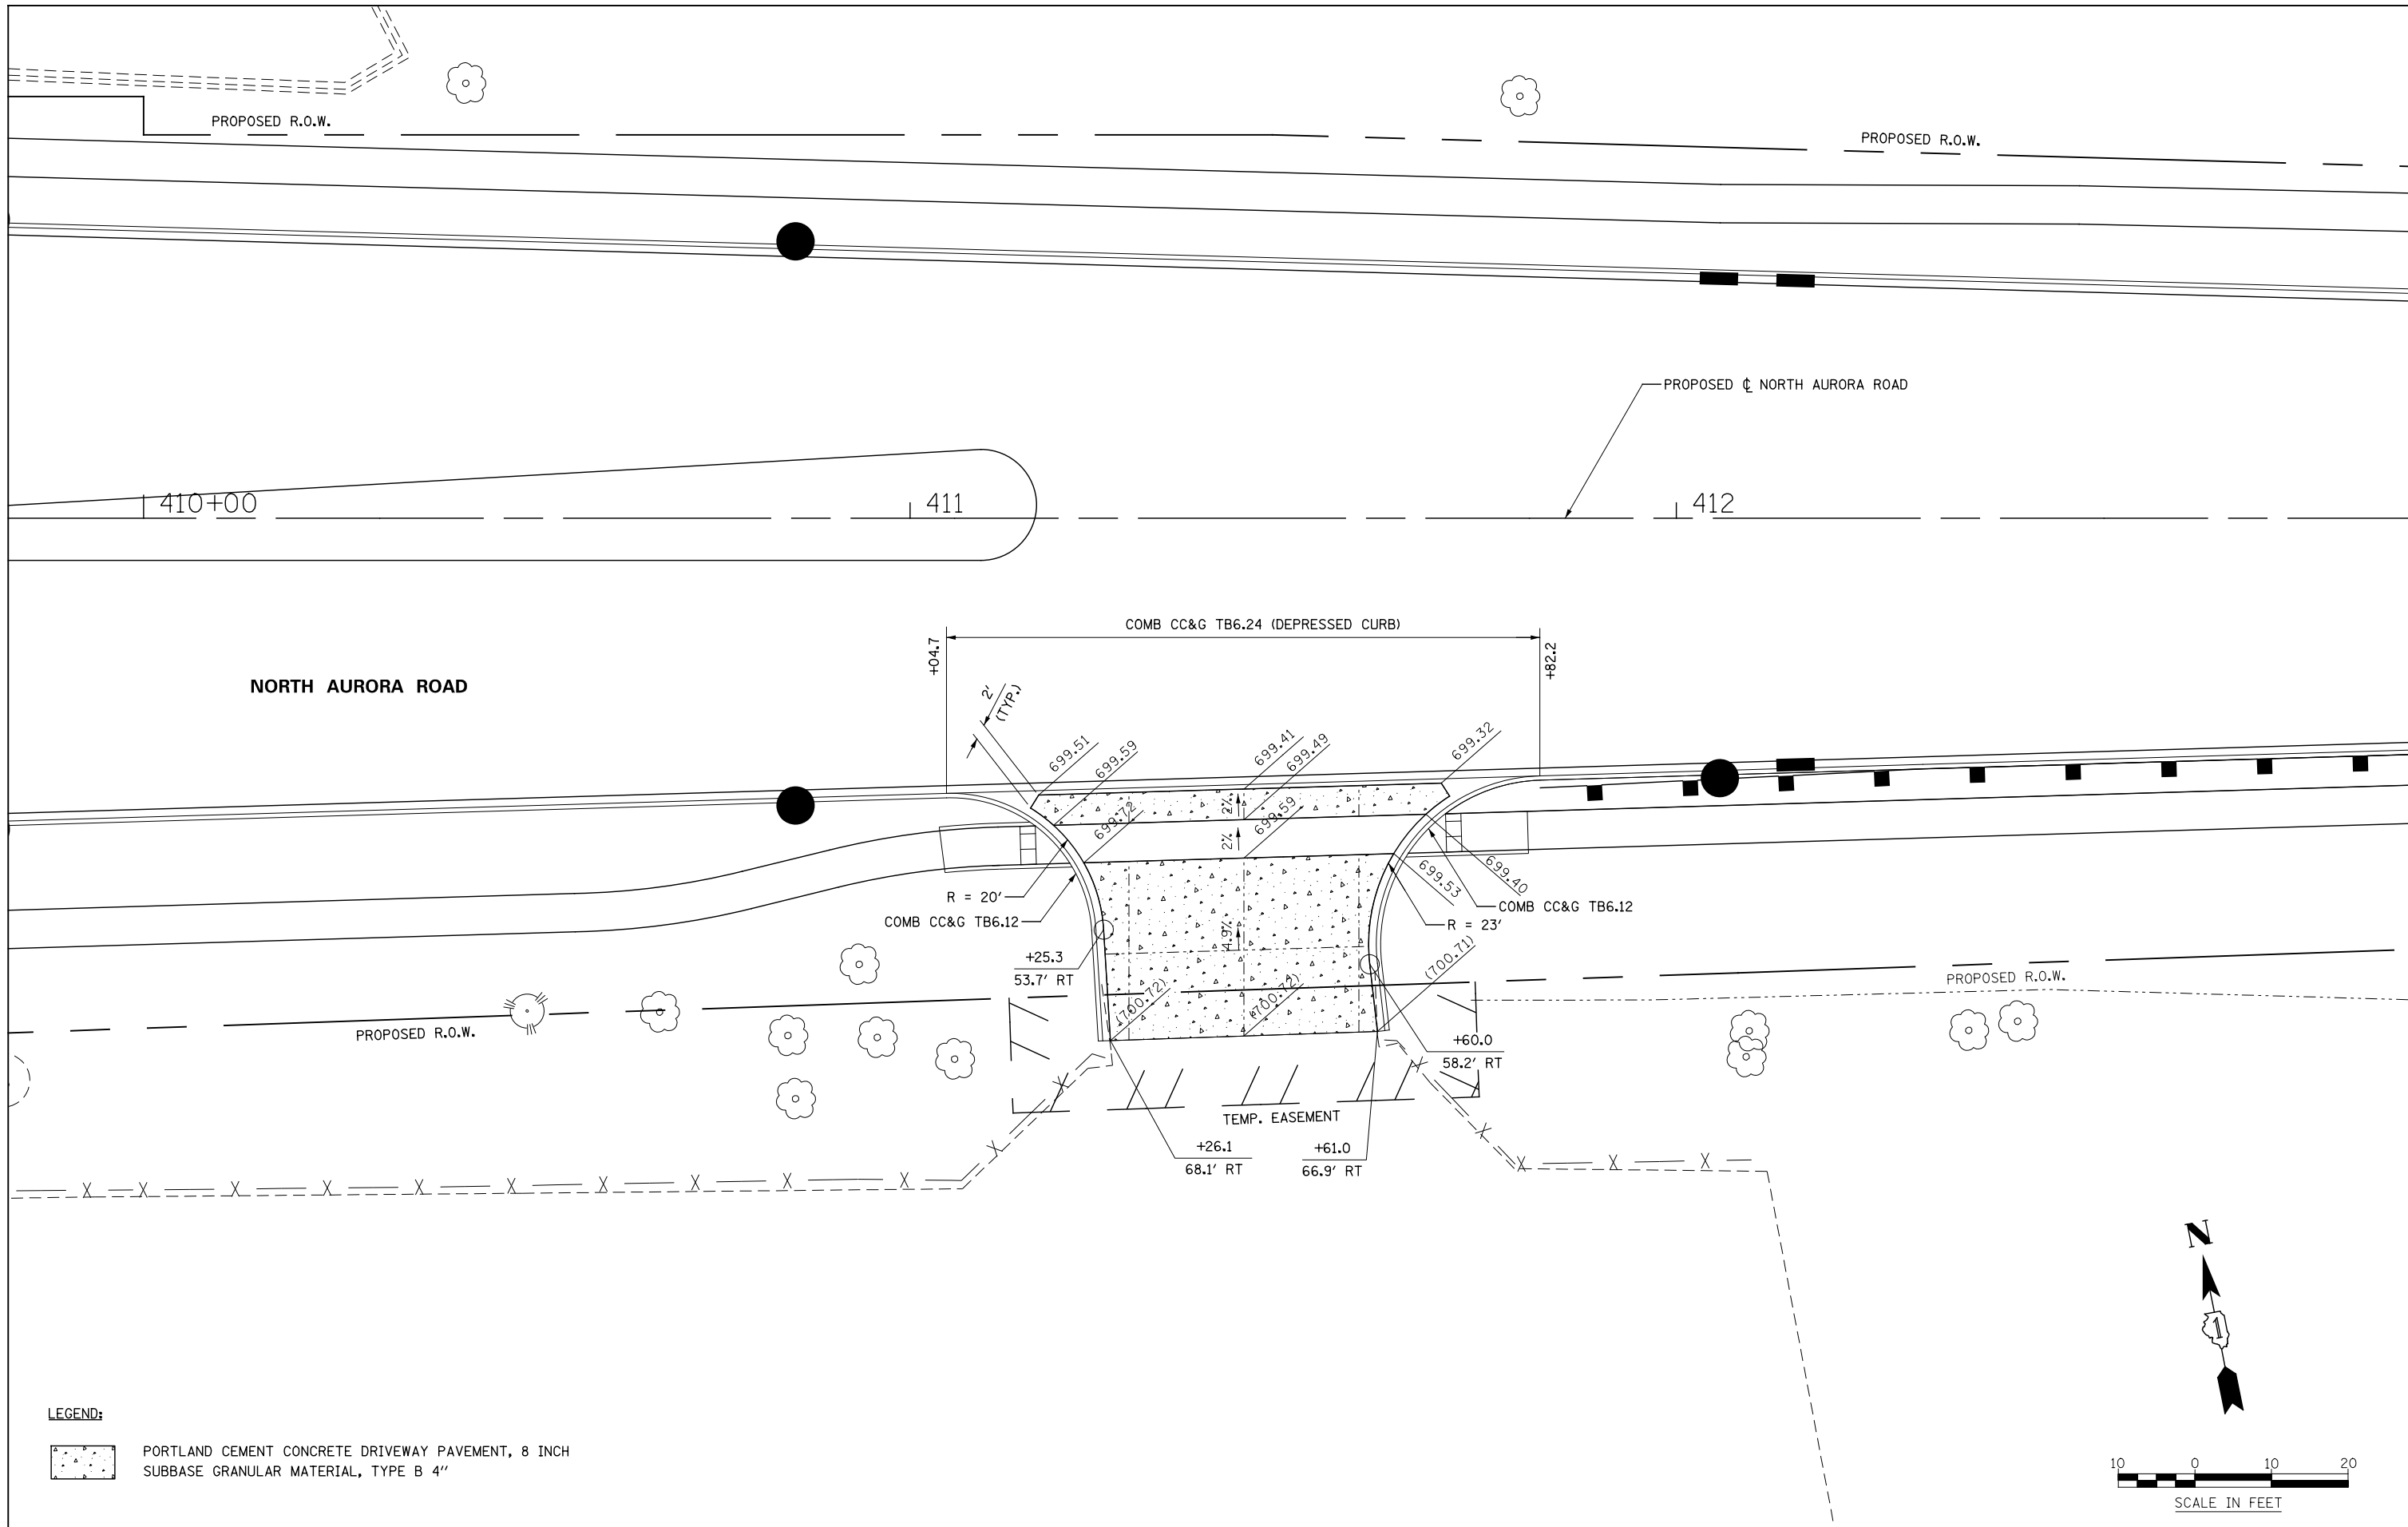 PROPOSED R.O.W.
PROPOSED R.O.W.
PROPOSED ℄ NORTH AURORA ROAD
410+00
411
412
COMB CC&G TB6.24 (DEPRESSED CURB)
+04.7
+82.2
NORTH AURORA ROAD
2'
(TYP.)
699.51
699.59
699.41
699.49
699.32
2%
699.72
699.59
2%
699.53
699.40
R = 20'
COMB CC&G TB6.12
COMB CC&G TB6.12
R = 23'
4.9%
+25.3
53.7' RT
(700.72)
(700.72)
(700.71)
PROPOSED R.O.W.
PROPOSED R.O.W.
+60.0
58.2' RT
TEMP. EASEMENT
+26.1
68.1' RT
+61.0
66.9' RT
N
1
LEGEND:
PORTLAND CEMENT CONCRETE DRIVEWAY PAVEMENT, 8 INCH
SUBBASE GRANULAR MATERIAL, TYPE B 4"
10 0 10 20
SCALE IN FEET